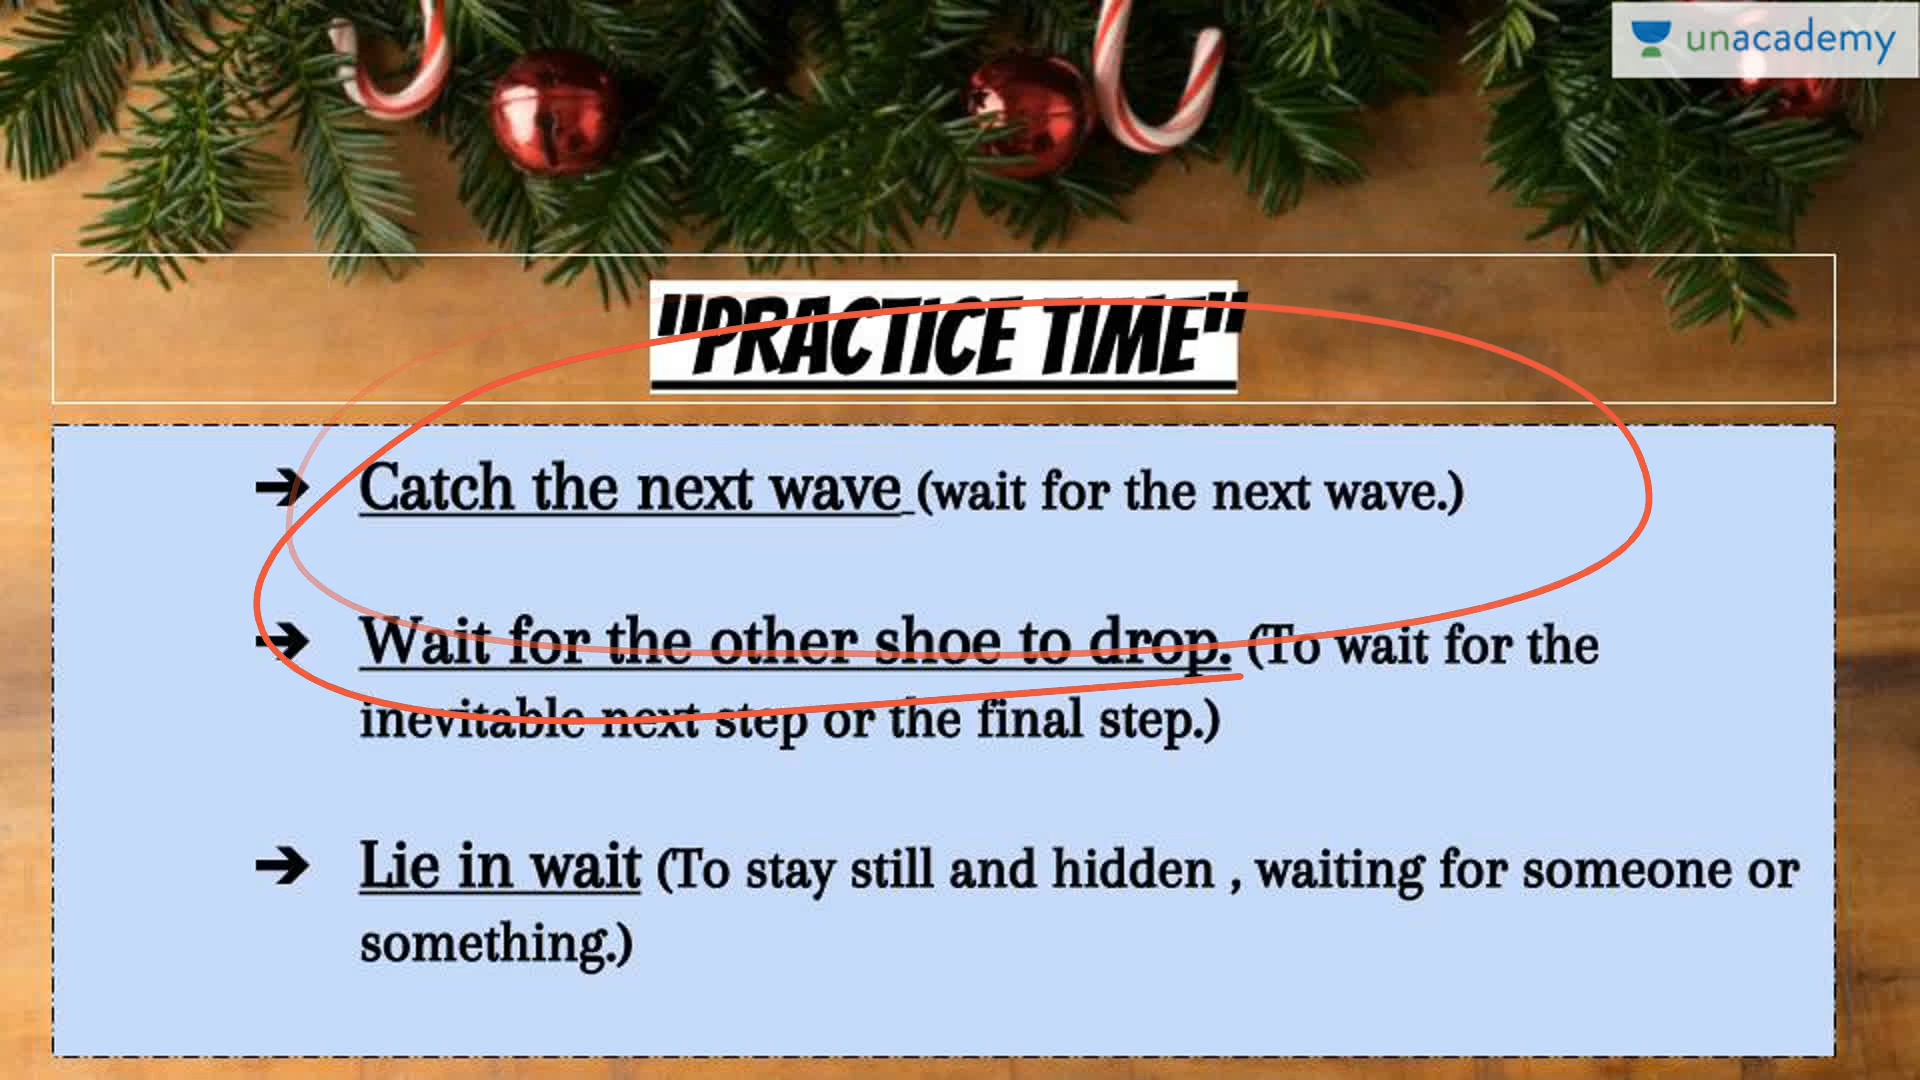 unacademy
"PRACTICE TIME"
➔ Catch the next wave (wait for the next wave.)
➔ Wait for the other shoe to drop. (To wait for the
inevitable next step or the final step.)
➔ Lie in wait (To stay still and hidden , waiting for someone or
something.)